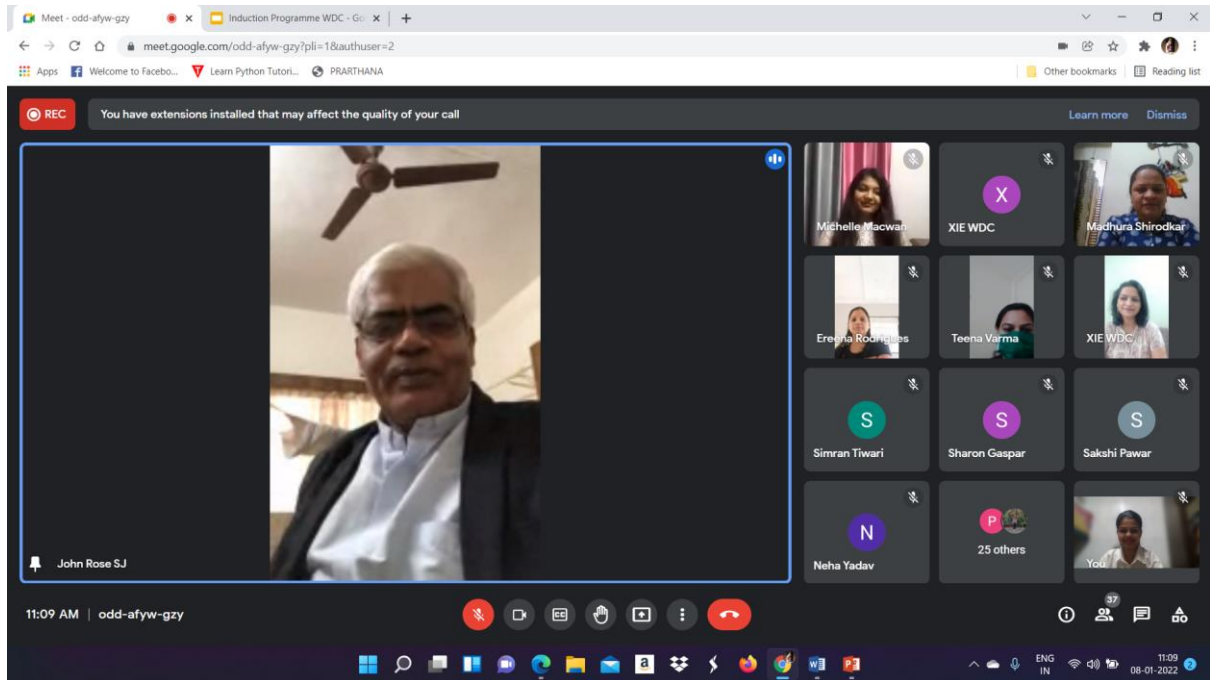 Meet - odd-afyw-gzy
Induction Programme WDC - Go
meet.google.com/odd-afyw-gzy?pli=1&authuser=2
Apps
Welcome to Facebo...
Learn Python Tutori...
PRARTHANA
Other bookmarks
Reading list
REC
You have extensions installed that may affect the quality of your call
Learn more
Dismiss
Michelle Macwan
X
XIE WDC
Madhura Shirodkar
Ereena Rodrigues
Teena Varma
XIE WDC
S
Simran Tiwari
S
Sharon Gaspar
S
Sakshi Pawar
N
Neha Yadav
P
25 others
You
John Rose SJ
11:09 AM | odd-afyw-gzy
37
ENG
IN
11:09
08-01-2022
2